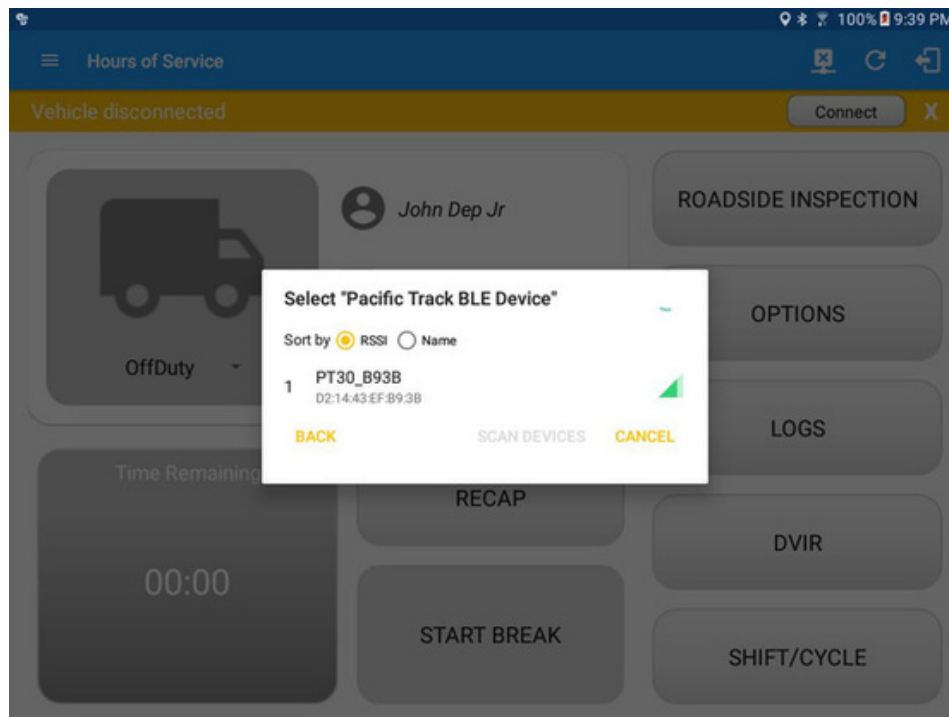 100% 9:39 PM
Hours of Service
Vehicle disconnected
Connect
X
John Dep Jr
OffDuty
ROADSIDE INSPECTION
OPTIONS
LOGS
DVIR
SHIFT/CYCLE
Select "Pacific Track BLE Device"
Sort by RSSI Name
1 PT30_B93B
D2:14:43:EF:B9:3B
BACK SCAN DEVICES CANCEL
Time Remaining
00:00
RECAP
START BREAK